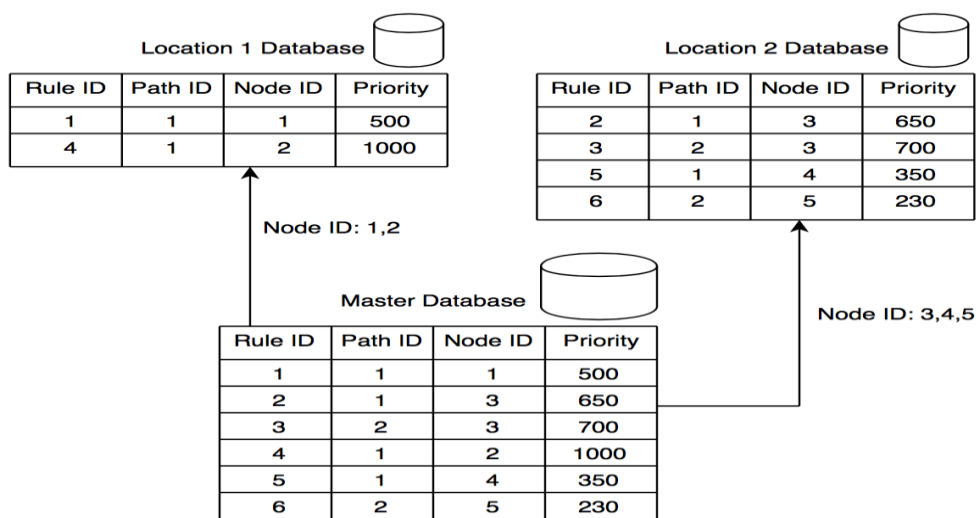 Location 1 Database
Rule ID Path ID Node ID Priority
1 1 1 500
4 1 2 1000
Location 2 Database
Rule ID Path ID Node ID Priority
2 1 3 650
3 2 3 700
5 1 4 350
6 2 5 230
Node ID: 1,2
Node ID: 3,4,5
Master Database
Rule ID Path ID Node ID Priority
1 1 1 500
2 1 3 650
3 2 3 700
4 1 2 1000
5 1 4 350
6 2 5 230